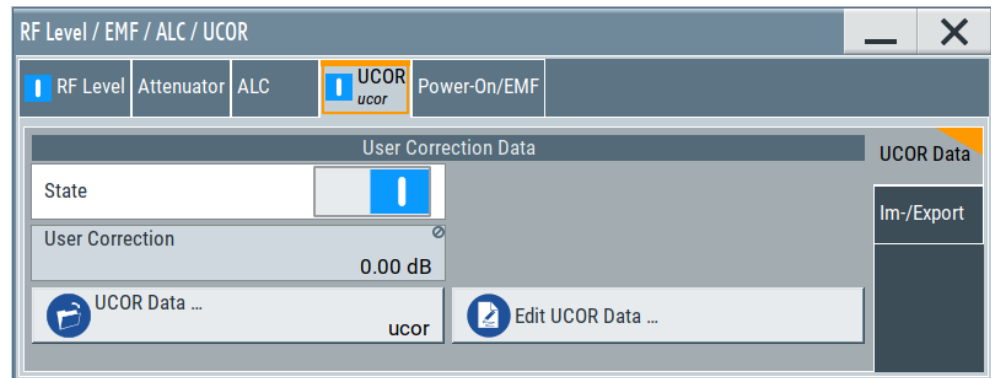 RF Level / EMF / ALC / UCOR
RF Level
Attenuator
ALC
UCOR
ucor
Power-On/EMF
User Correction Data
UCOR Data
State
Im-/Export
User Correction
0.00 dB
UCOR Data ...
ucor
Edit UCOR Data ...